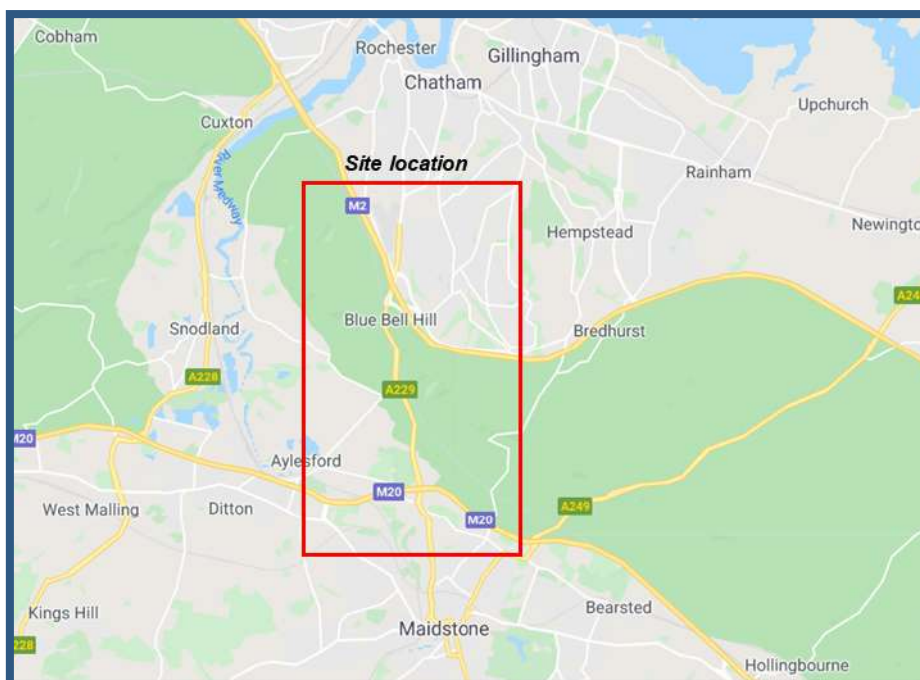 Cobham
Rochester
Gillingham
Chatham
Upchurch
Cuxton
Site location
River Medway
Rainham
M2
Newingto
Hempstead
A24
Blue Bell Hill
Snodland
Bredhurst
A228
A229
M20
Aylesford
M20
West Malling
Ditton
M20
A249
Kings Hill
Bearsted
Maidstone
228
Hollingbourne